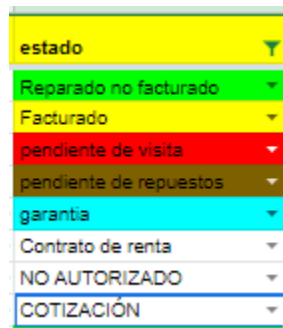 estado
Reparado no facturado
Facturado
pendiente de visita
pendiente de repuestos
garantia
Contrato de renta
NO AUTORIZADO
COTIZACIÓN